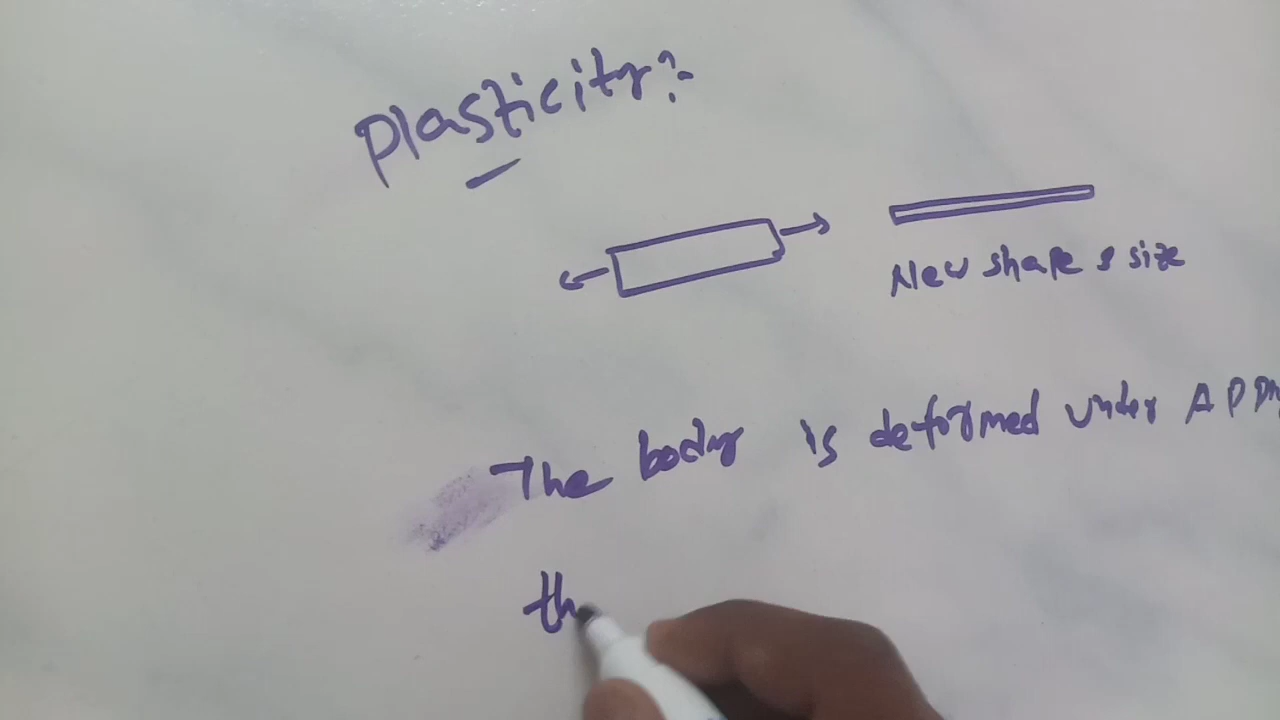 Plasticity?
New shape & size
The body is deformed under
th